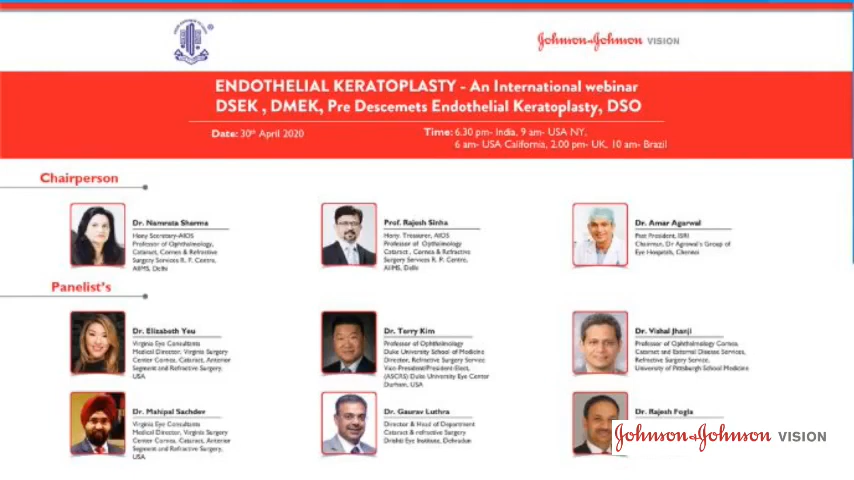 Johnson & Johnson VISION
ENDOTHELIAL KERATOPLASTY - An International webinar
DSEK , DMEK, Pre Descemets Endothelial Keratoplasty, DSO
Date: 30th April 2020
Time: 6.30 pm- India, 9 am- USA NY,
6 am- USA California, 2.00 pm- UK, 10 am- Brazil
Chairperson
Dr. Namrata Sharma
Hony Secretary-AIOS
Professor of Ophthalmology,
Cataract, Cornea & Refractive
Surgery Services R. P. Centre,
AIIMS, Delhi
Prof. Rajesh Sinha
Hony. Treasurer, AIOS
Professor of Opthalmology
Cataract , Cornea & Refractive
Surgery Services R. P. Centre,
AIIMS, Delhi
Dr. Amar Agarwal
Past President, ISRI
Chairman, Dr Agrawal's Group of
Eye Hospitals, Chennai
Panelist's
Dr. Elizabeth Yeu
Virginia Eye Consultants
Medical Director, Virginia Surgery
Center Cornea, Cataract, Anterior
Segment and Refractive Surgery,
USA
Dr. Terry Kim
Professor of Ophthalmology
Duke University School of Medicine
Director, Refractive Surgery Service
Vice-President/President-Elect,
(ASCRS) Duke University Eye Center
Durham, USA
Dr. Vishal Jhanji
Professor of Ophthalmology Cornea,
Cataract and External Disease Services,
Refractive Surgery Service,
University of Pittsburgh School Medicine
Dr. Mahipal Sachdev
Virginia Eye Consultants
Medical Director, Virginia Surgery
Center Cornea, Cataract, Anterior
Segment and Refractive Surgery,
USA
Dr. Gaurav Luthra
Director & Head of Department
Cataract & refractive Surgery
Drishti Eye Institute, Dehradun
Dr. Rajesh Fogla
Johnson & Johnson VISION